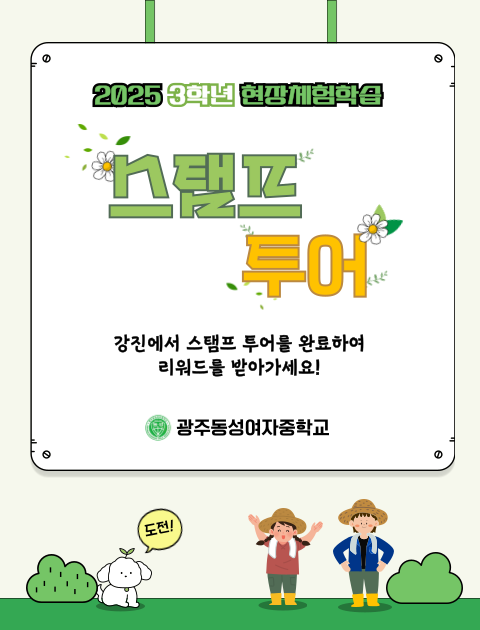 2025 3학년 현장체험학습
스탬프
투어
강진에서 스탬프 투어를 완료하여
리워드를 받아가세요!
광주동성여자중학교
도전!